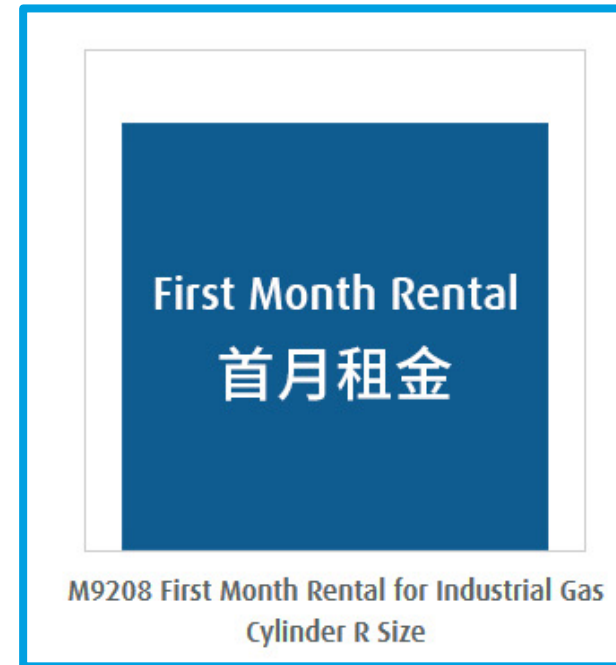 First Month Rental
首月租金
M9208 First Month Rental for Industrial Gas
Cylinder R Size